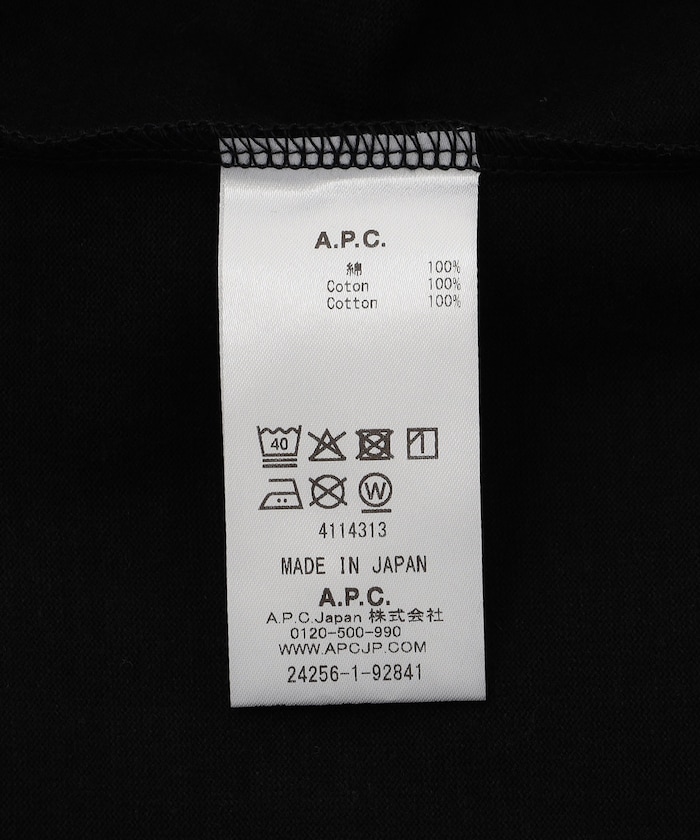 A.P.C.
綿 100%
Coton 100%
Cotton 100%
40
W
4114313
MADE IN JAPAN
A.P.C.
A.P.C.Japan 株式会社
0120-500-990
WWW.APCJP.COM
24256-1-92841